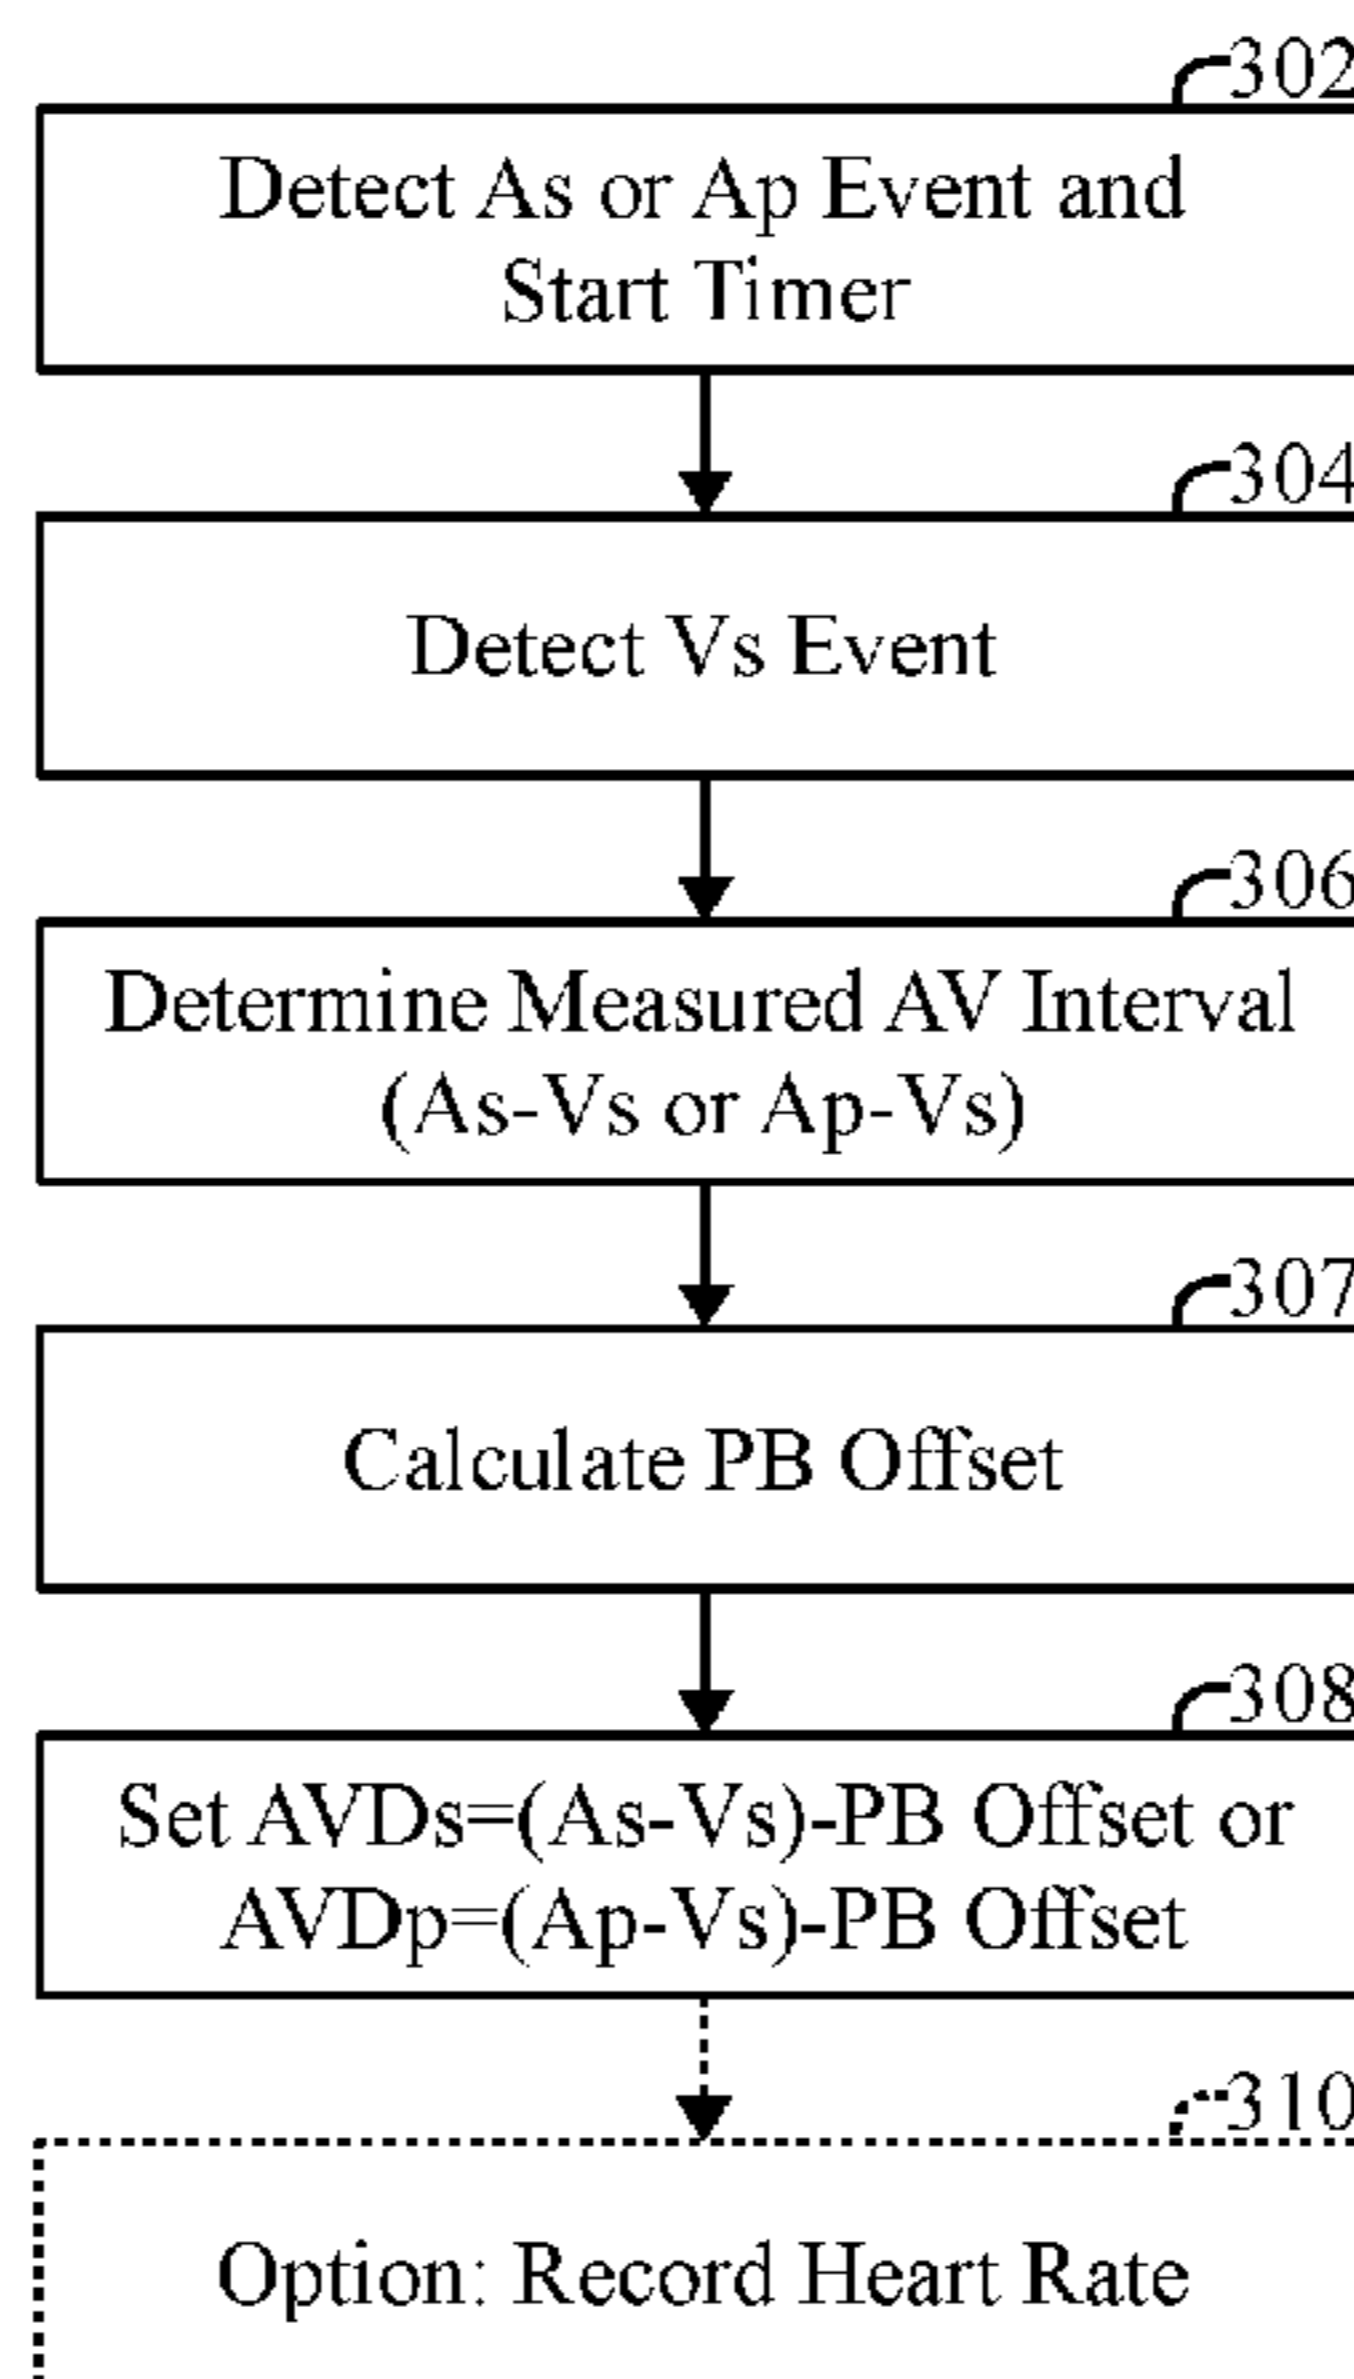 302
Detect As or Ap Event and
Start Timer
304
Detect Vs Event
306
Determine Measured AV Interval
(As-Vs or Ap-Vs)
307
Calculate PB Offset
308
Set AVDs=(As-Vs)-PB Offset or
AVDp=(Ap-Vs)-PB Offset
310
Option: Record Heart Rate